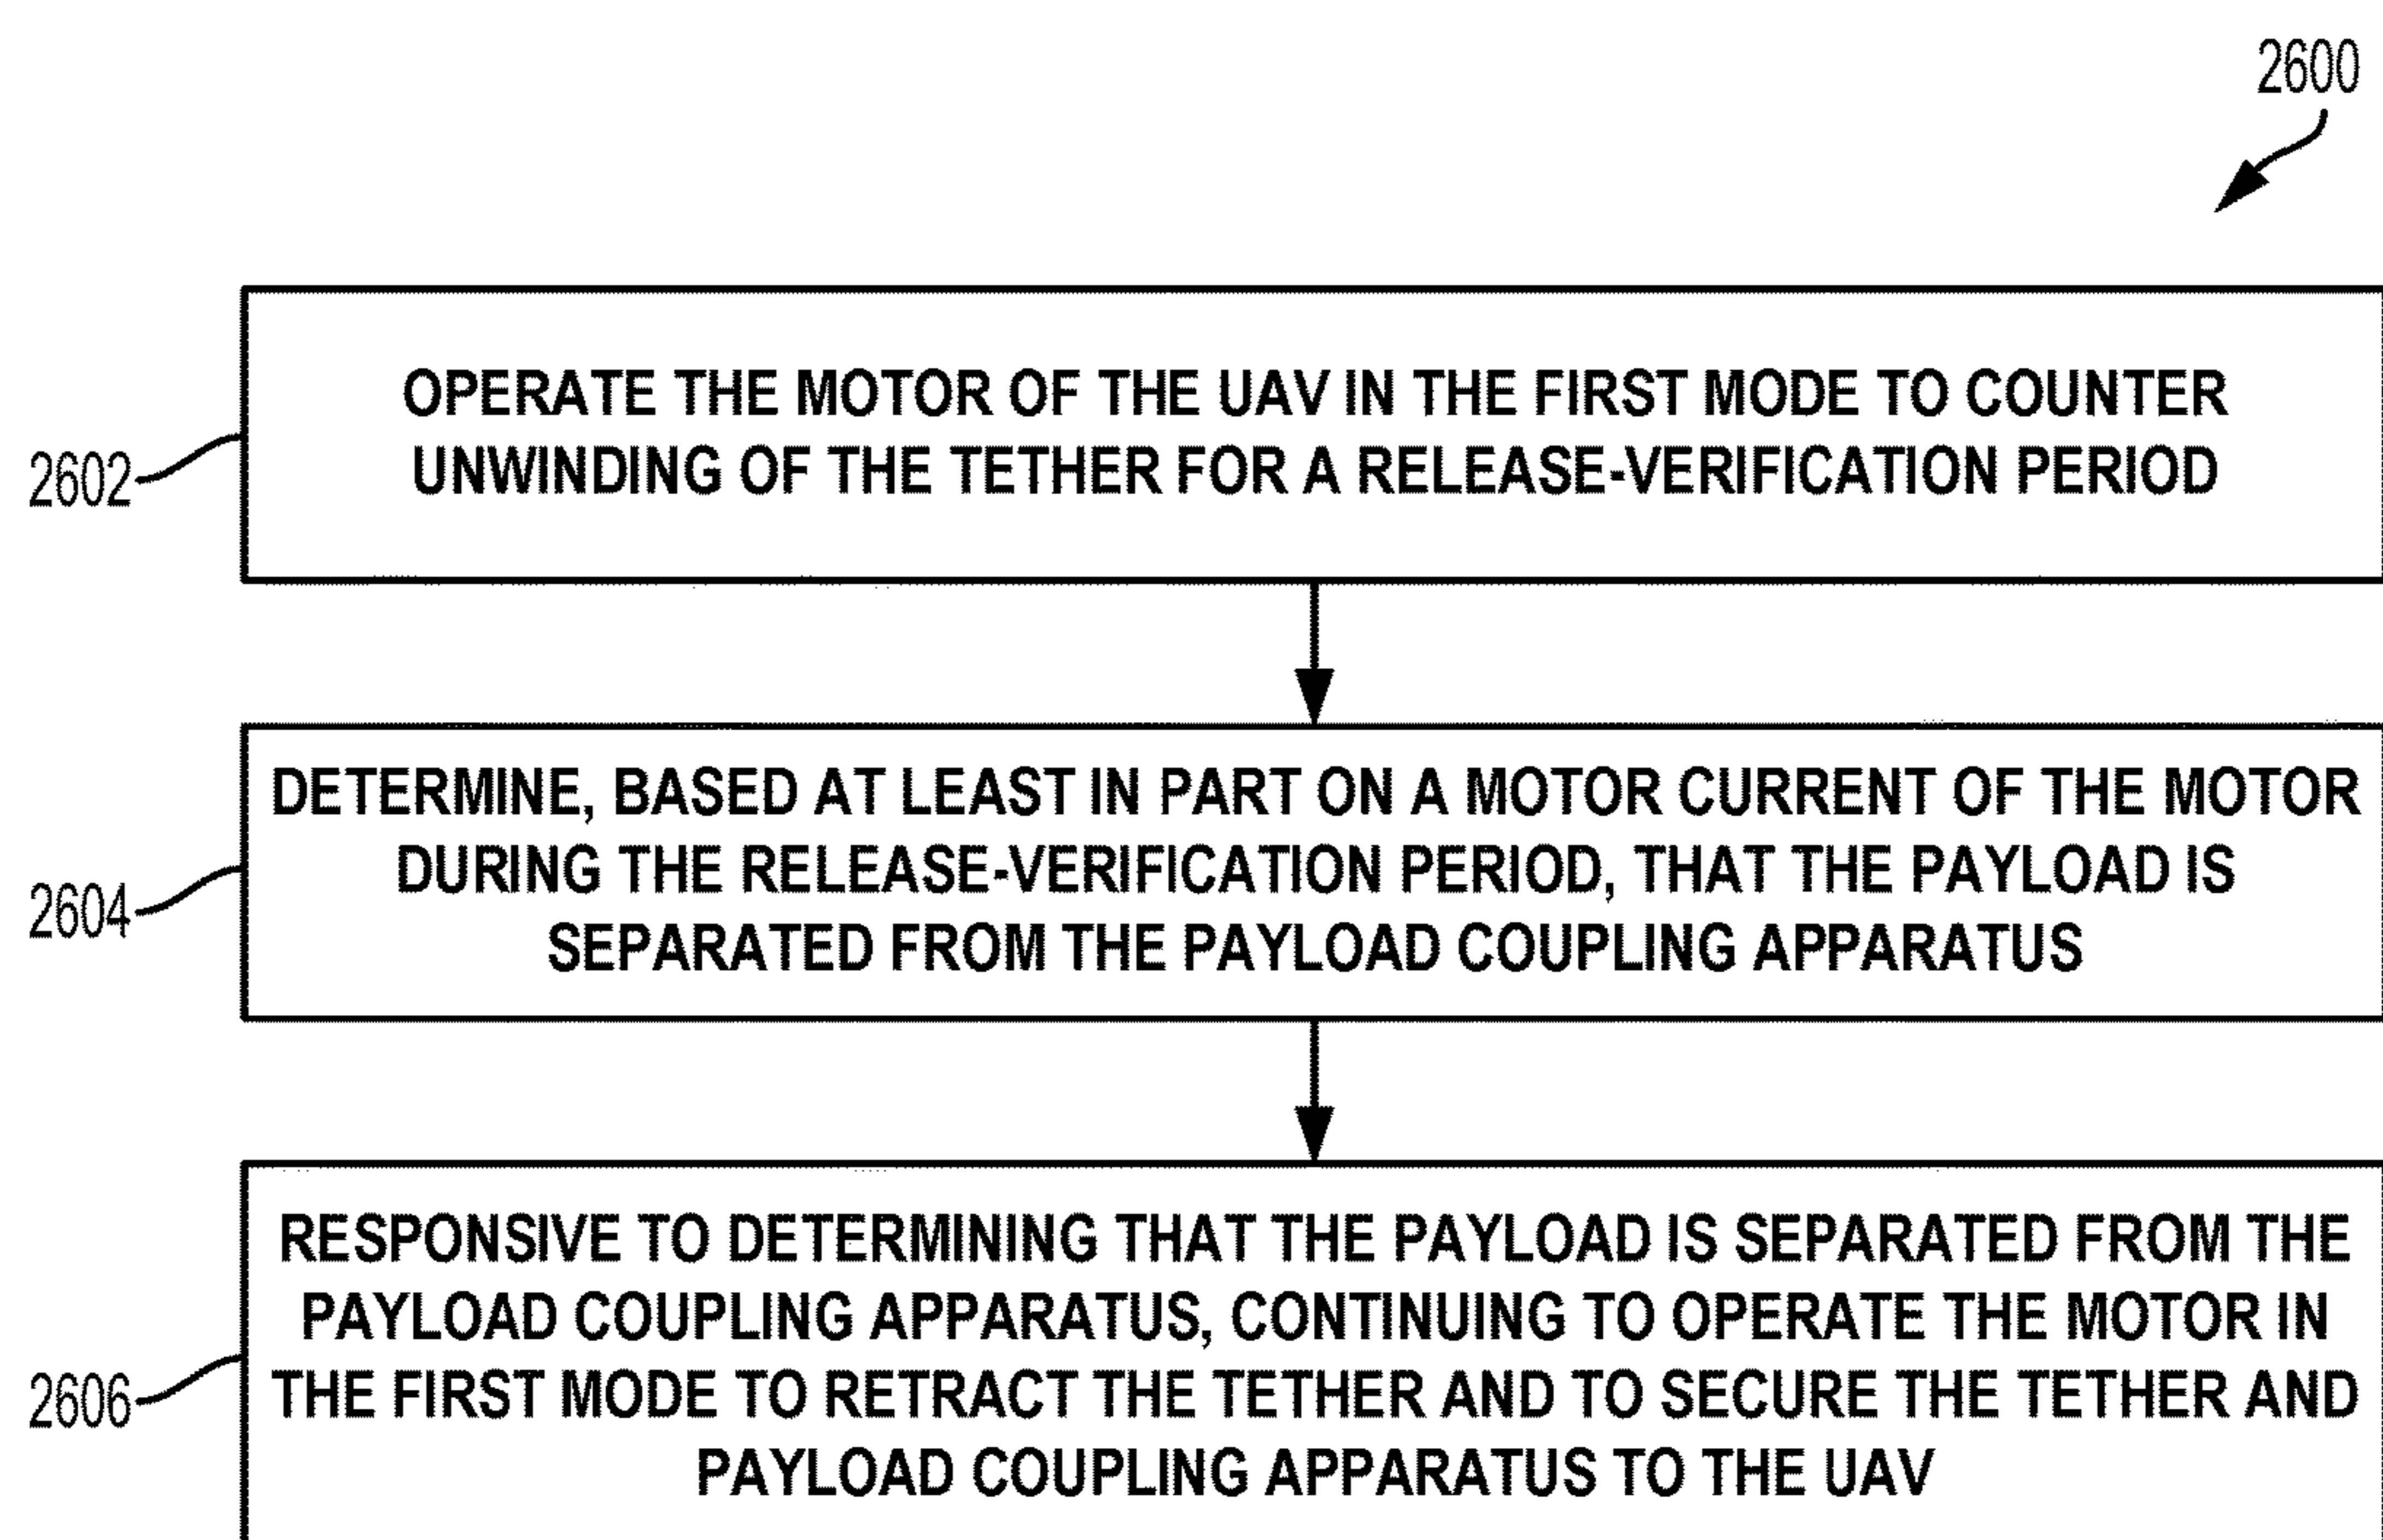 2600
OPERATE THE MOTOR OF THE UAV IN THE FIRST MODE TO COUNTER
UNWINDING OF THE TETHER FOR A RELEASE-VERIFICATION PERIOD
2602
DETERMINE, BASED AT LEAST IN PART ON A MOTOR CURRENT OF THE MOTOR
DURING THE RELEASE-VERIFICATION PERIOD, THAT THE PAYLOAD IS
SEPARATED FROM THE PAYLOAD COUPLING APPARATUS
2604
RESPONSIVE TO DETERMINING THAT THE PAYLOAD IS SEPARATED FROM THE
PAYLOAD COUPLING APPARATUS, CONTINUING TO OPERATE THE MOTOR IN
THE FIRST MODE TO RETRACT THE TETHER AND TO SECURE THE TETHER AND
PAYLOAD COUPLING APPARATUS TO THE UAV
2606